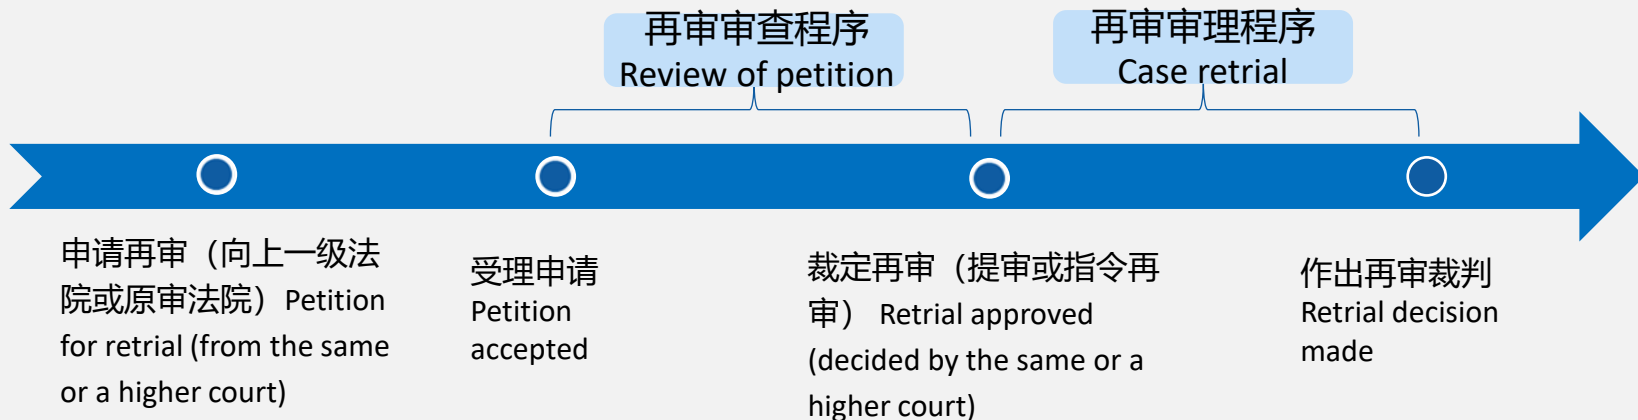 再审审查程序
Review of petition
再审审理程序
Case retrial
申请再审（向上一级法
院或原审法院）Petition
for retrial (from the same
or a higher court)
受理申请
Petition
accepted
裁定再审（提审或指令再
审） Retrial approved
(decided by the same or a
higher court)
作出再审裁判
Retrial decision
made